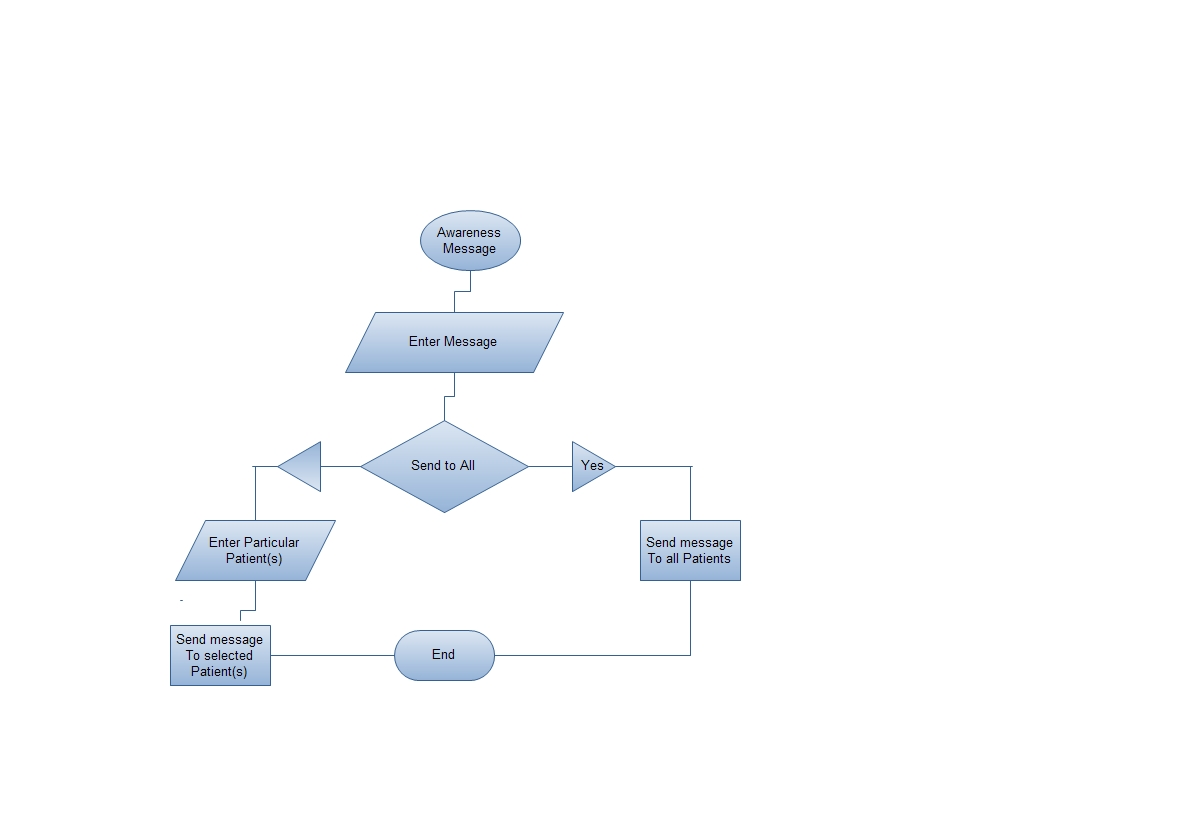 Awareness
Message
Enter Message
Send to All
Yes
Enter Particular
Patient(s)
Send message
To all Patients
-
Send message
To selected
Patient(s)
End